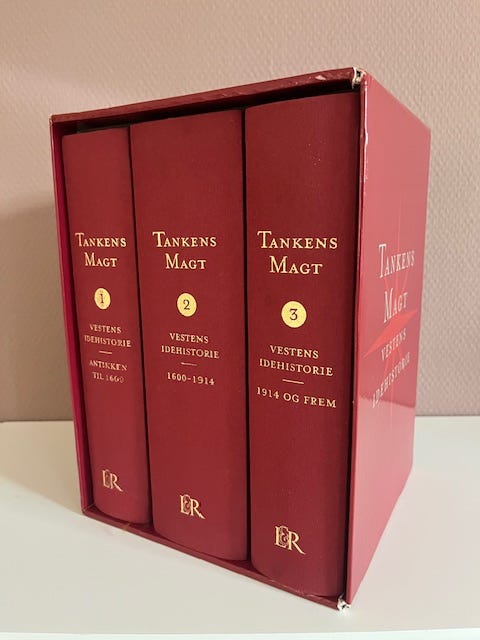 TANKENS
MAGT
1
VESTENS
IDEHISTORIE
ANTIKKEN
TIL 1600
L&R
TANKENS
MAGT
2
VESTENS
IDEHISTORIE
1600-1914
L&R
TANKENS
MAGT
3
VESTENS
IDEHISTORIE
1914 OG FREM
L&R
TANKENS
MAGT
VESTENS
IDEHISTORIE